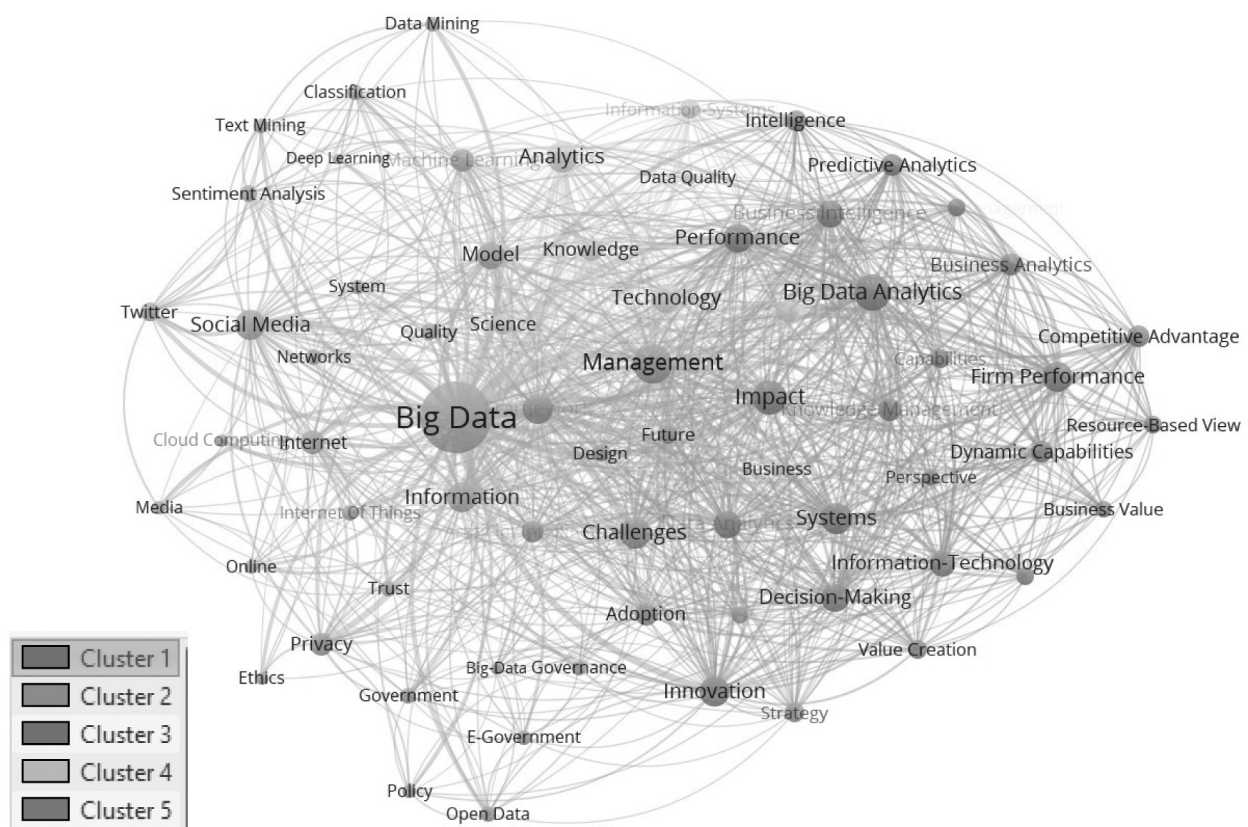 Data Mining
Classification
Information-Systems
Intelligence
Text Mining
Deep Learning
Machine Learning
Analytics
Predictive Analytics
Data Quality
Sentiment Analysis
Business Intelligence
Performance
Model
Knowledge
Business Analytics
System
Technology
Big Data Analytics
Twitter
Social Media
Quality
Science
Competitive Advantage
Networks
Management
Capabilities
Firm Performance
Impact
Big Data
Knowledge Management
Resource-Based View
Cloud Computing
Internet
Future
Design
Dynamic Capabilities
Business
Perspective
Information
Media
Internet Of Things
Business Value
Challenges
Data Analytics
Systems
Online
Information-Technology
Trust
Decision-Making
Adoption
Privacy
Value Creation
Big-Data Governance
Ethics
Government
Innovation
Strategy
E-Government
Policy
Open Data
Cluster 1
Cluster 2
Cluster 3
Cluster 4
Cluster 5